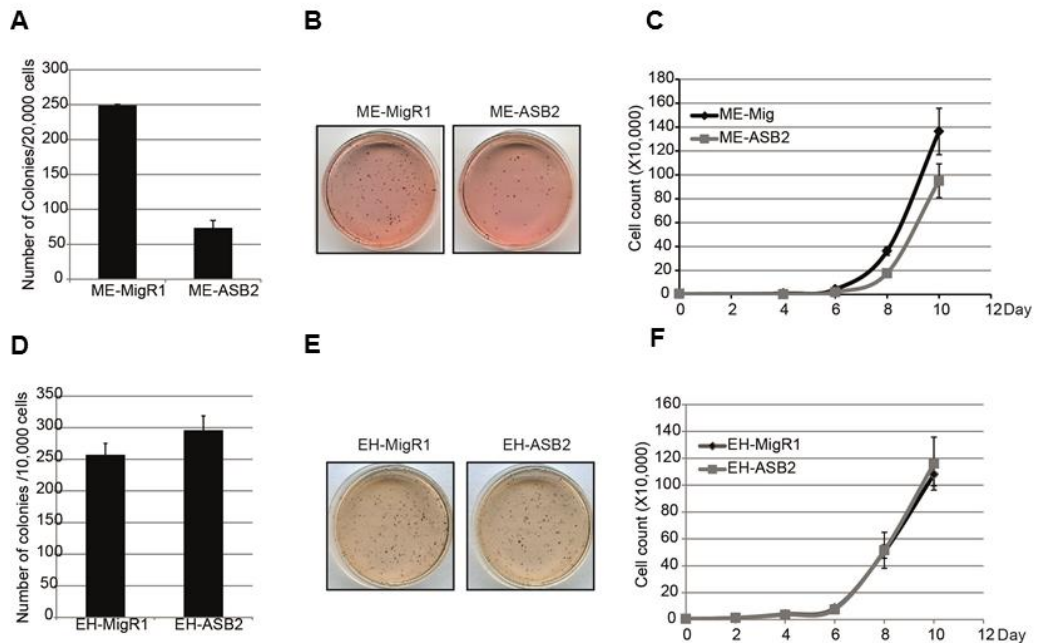 A
B
C
Number of Colonies/20,000 cells
300
250
200
150
100
50
0
ME-MigR1 ME-ASB2
ME-MigR1 ME-ASB2
Cell count (X10,000)
180
160
140
120
100
80
60
40
20
0
0 2 4 6 8 10 12 Day
ME-Mig
ME-ASB2
D
E
F
Number of colonies /10,000 cells
350
300
250
200
150
100
50
0
EH-MigR1 EH-ASB2
EH-MigR1 EH-ASB2
Cell count (X10,000)
160
140
120
100
80
60
40
20
0
0 2 4 6 8 10 12 Day
EH-MigR1
EH-ASB2